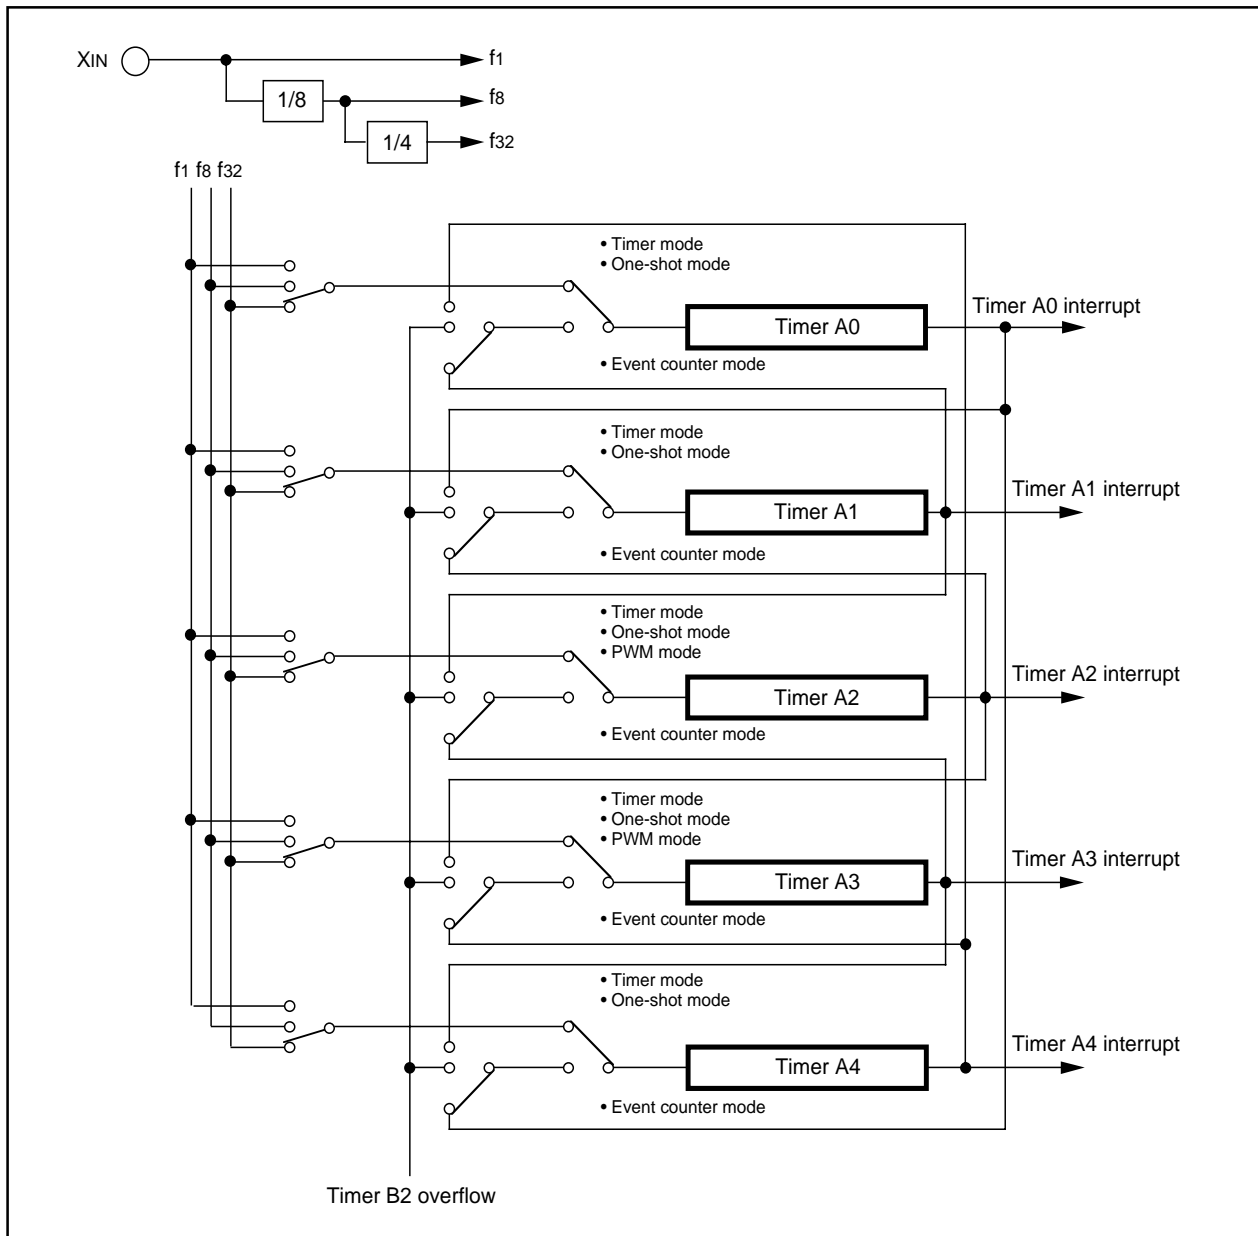 XIN
f1
1/8
f8
1/4
f32
f1 f8 f32
• Timer mode
• One-shot mode
Timer A0
Timer A0 interrupt
• Event counter mode
• Timer mode
• One-shot mode
Timer A1
Timer A1 interrupt
• Event counter mode
• Timer mode
• One-shot mode
• PWM mode
Timer A2
Timer A2 interrupt
• Event counter mode
• Timer mode
• One-shot mode
• PWM mode
Timer A3
Timer A3 interrupt
• Event counter mode
• Timer mode
• One-shot mode
Timer A4
Timer A4 interrupt
• Event counter mode
Timer B2 overflow